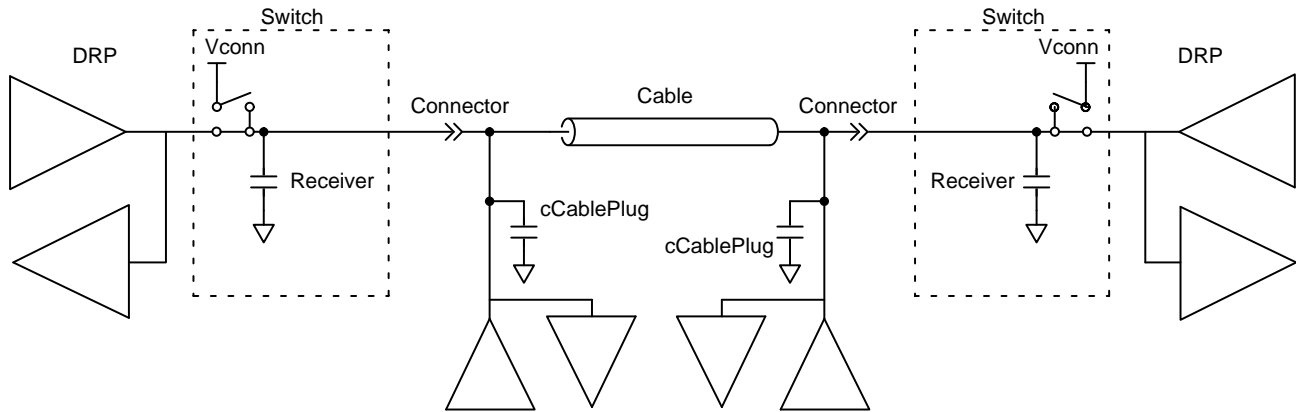 Switch
Switch
Vconn
Vconn
DRP
DRP
Cable
Connector
Connector
Receiver
Receiver
cCablePlug
cCablePlug